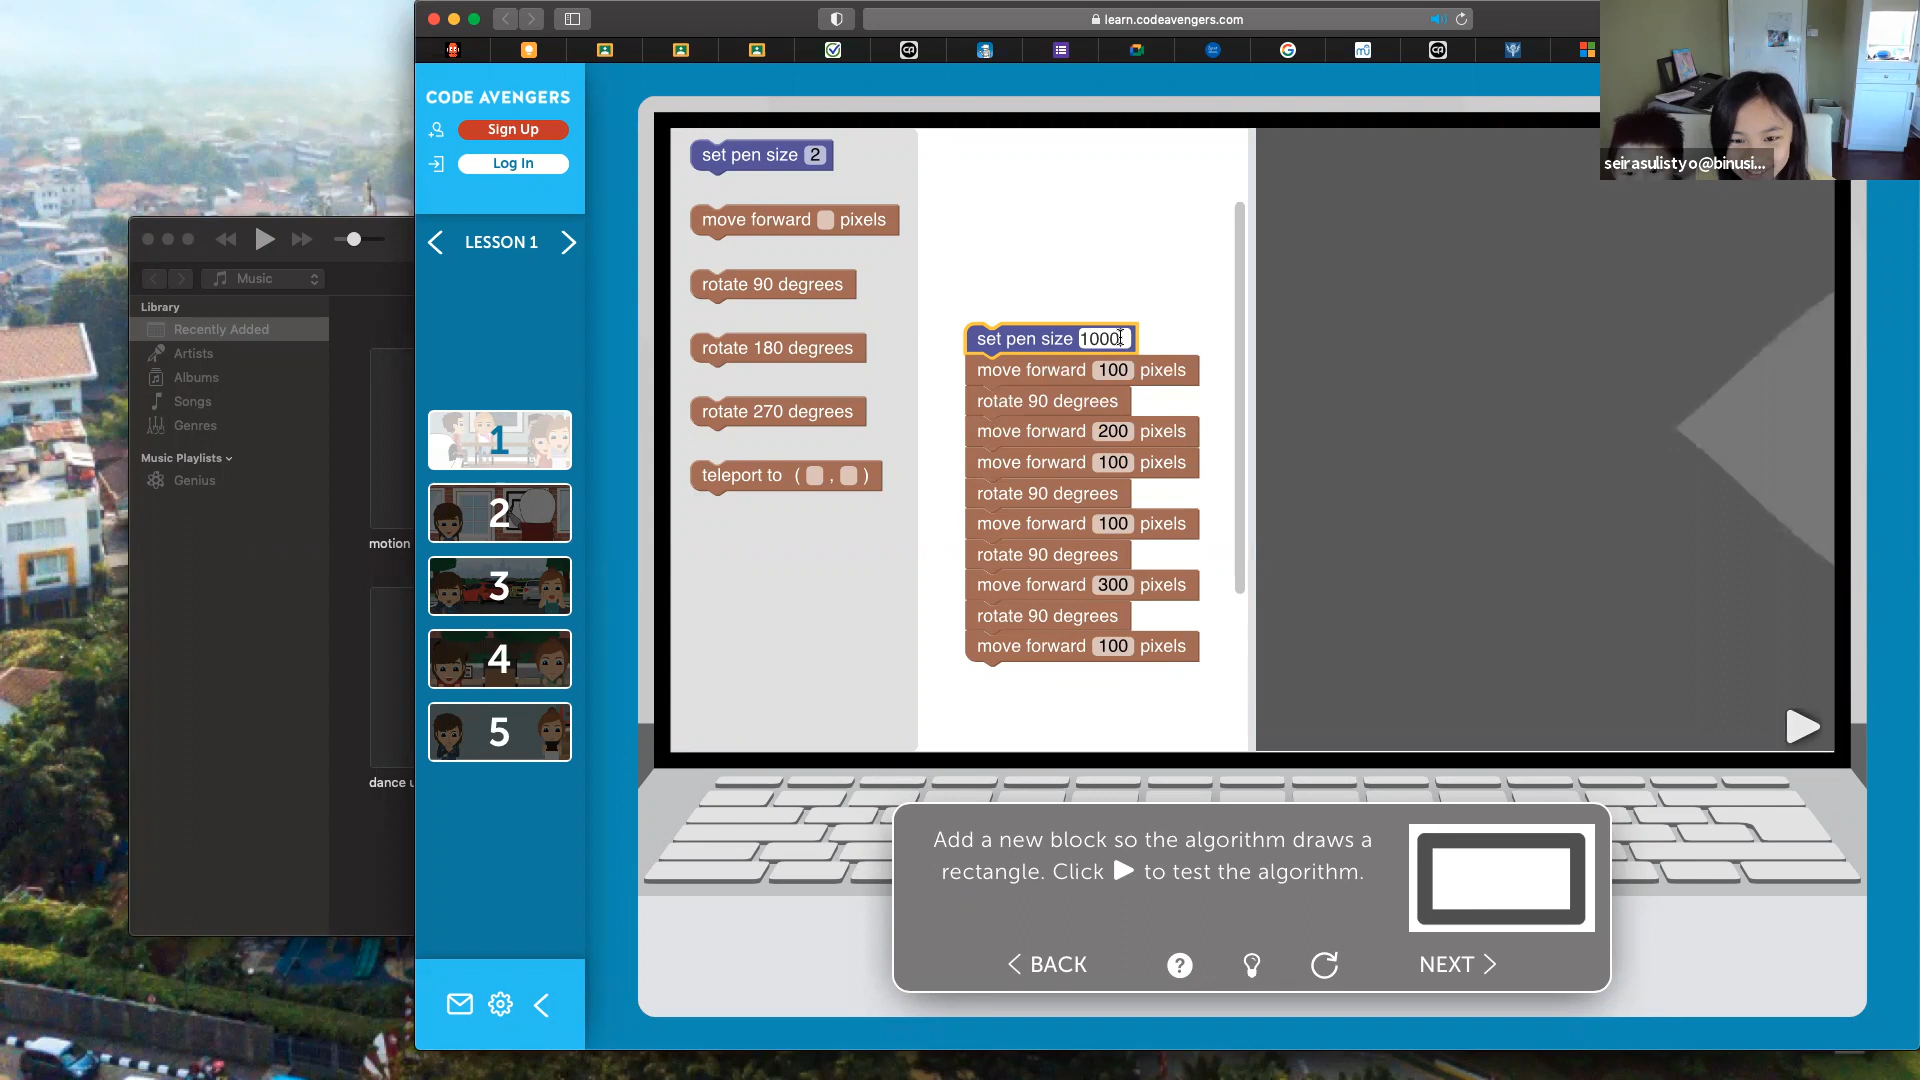 learn.codeavengers.com
CODE AVENGERS
Sign Up
Log In
LESSON 1
1
2
3
4
5
Music
Library
Recently Added
Artists
Albums
Songs
Genres
Music Playlists
Genius
motion
dance u
set pen size 2
move forward pixels
rotate 90 degrees
rotate 180 degrees
rotate 270 degrees
teleport to ( , )
set pen size 1000
move forward 100 pixels
rotate 90 degrees
move forward 200 pixels
move forward 100 pixels
rotate 90 degrees
move forward 100 pixels
rotate 90 degrees
move forward 300 pixels
rotate 90 degrees
move forward 100 pixels
seirasulistyo@binusi...
Add a new block so the algorithm draws a
rectangle. Click to test the algorithm.
BACK
?
NEXT